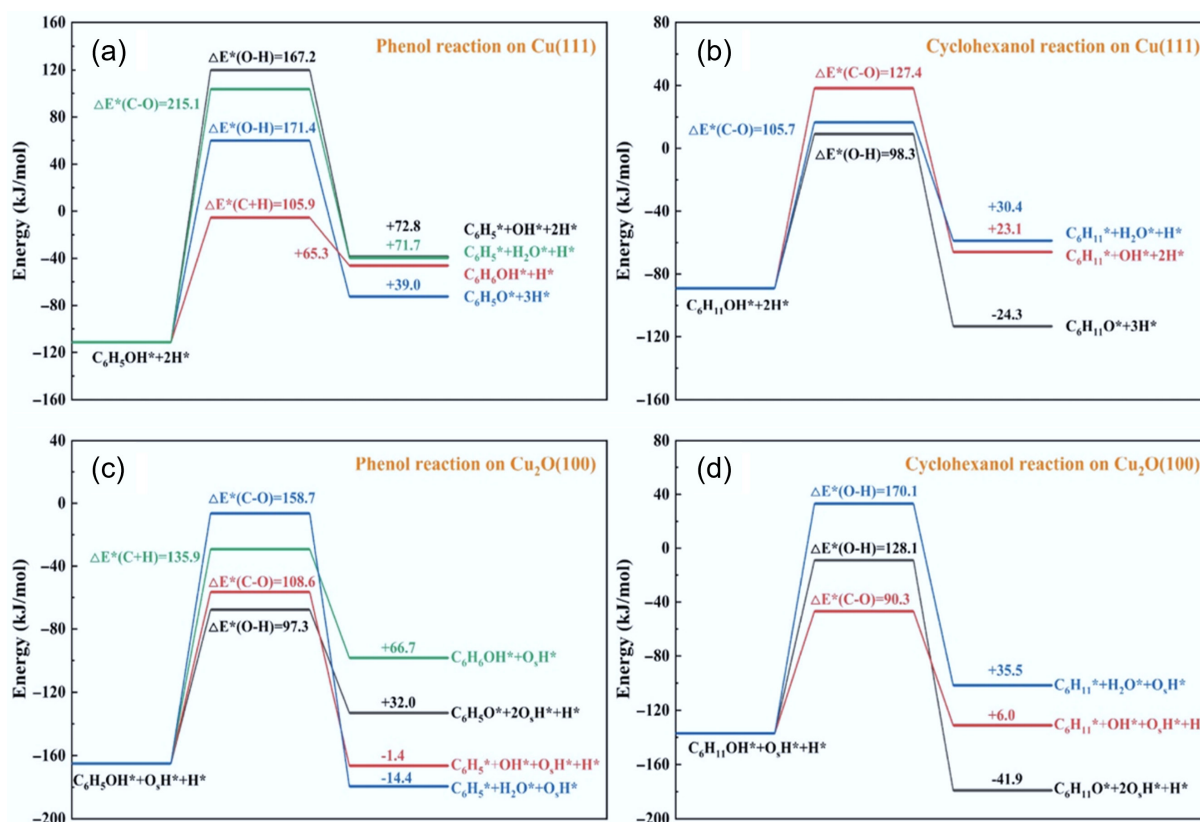 (a)
Phenol reaction on Cu(111)
Energy (kJ/mol)
160
120
80
40
0
−40
−80
−120
−160
△E*(O-H)=167.2
△E*(C-O)=215.1
△E*(O-H)=171.4
△E*(C+H)=105.9
+65.3
+72.8
+71.7
+39.0
C₆H₅*+OH*+2H*
C₆H₅*+H₂O*+H*
C₆H₆OH*+H*
C₆H₅O*+3H*
C₆H₅OH*+2H*
(b)
Cyclohexanol reaction on Cu(111)
Energy (kJ/mol)
80
40
0
−40
−80
−120
−160
△E*(C-O)=127.4
△E*(C-O)=105.7
△E*(O-H)=98.3
+30.4
+23.1
-24.3
C₆H₁₁*+H₂O*+H*
C₆H₁₁*+OH*+2H*
C₆H₁₁O*+3H*
C₆H₁₁OH*+2H*
(c)
Phenol reaction on Cu₂O(100)
Energy (kJ/mol)
40
0
−40
−80
−120
−160
−200
△E*(C-O)=158.7
△E*(C+H)=135.9
△E*(C-O)=108.6
△E*(O-H)=97.3
+66.7
+32.0
-1.4
-14.4
C₆H₆OH*+OₛH*
C₆H₅O*+2OₛH*+H*
C₆H₅*+OH*+OₛH*+H*
C₆H₅*+H₂O*+OₛH*
C₆H₅OH*+OₛH*+H*
(d)
Cyclohexanol reaction on Cu₂O(100)
Energy (kJ/mol)
80
40
0
−40
−80
−120
−160
−200
△E*(O-H)=170.1
△E*(O-H)=128.1
△E*(C-O)=90.3
+35.5
+6.0
-41.9
C₆H₁₁*+H₂O*+OₛH*
C₆H₁₁*+OH*+OₛH*+H
C₆H₁₁O*+2OₛH*+H*
C₆H₁₁OH*+OₛH*+H*